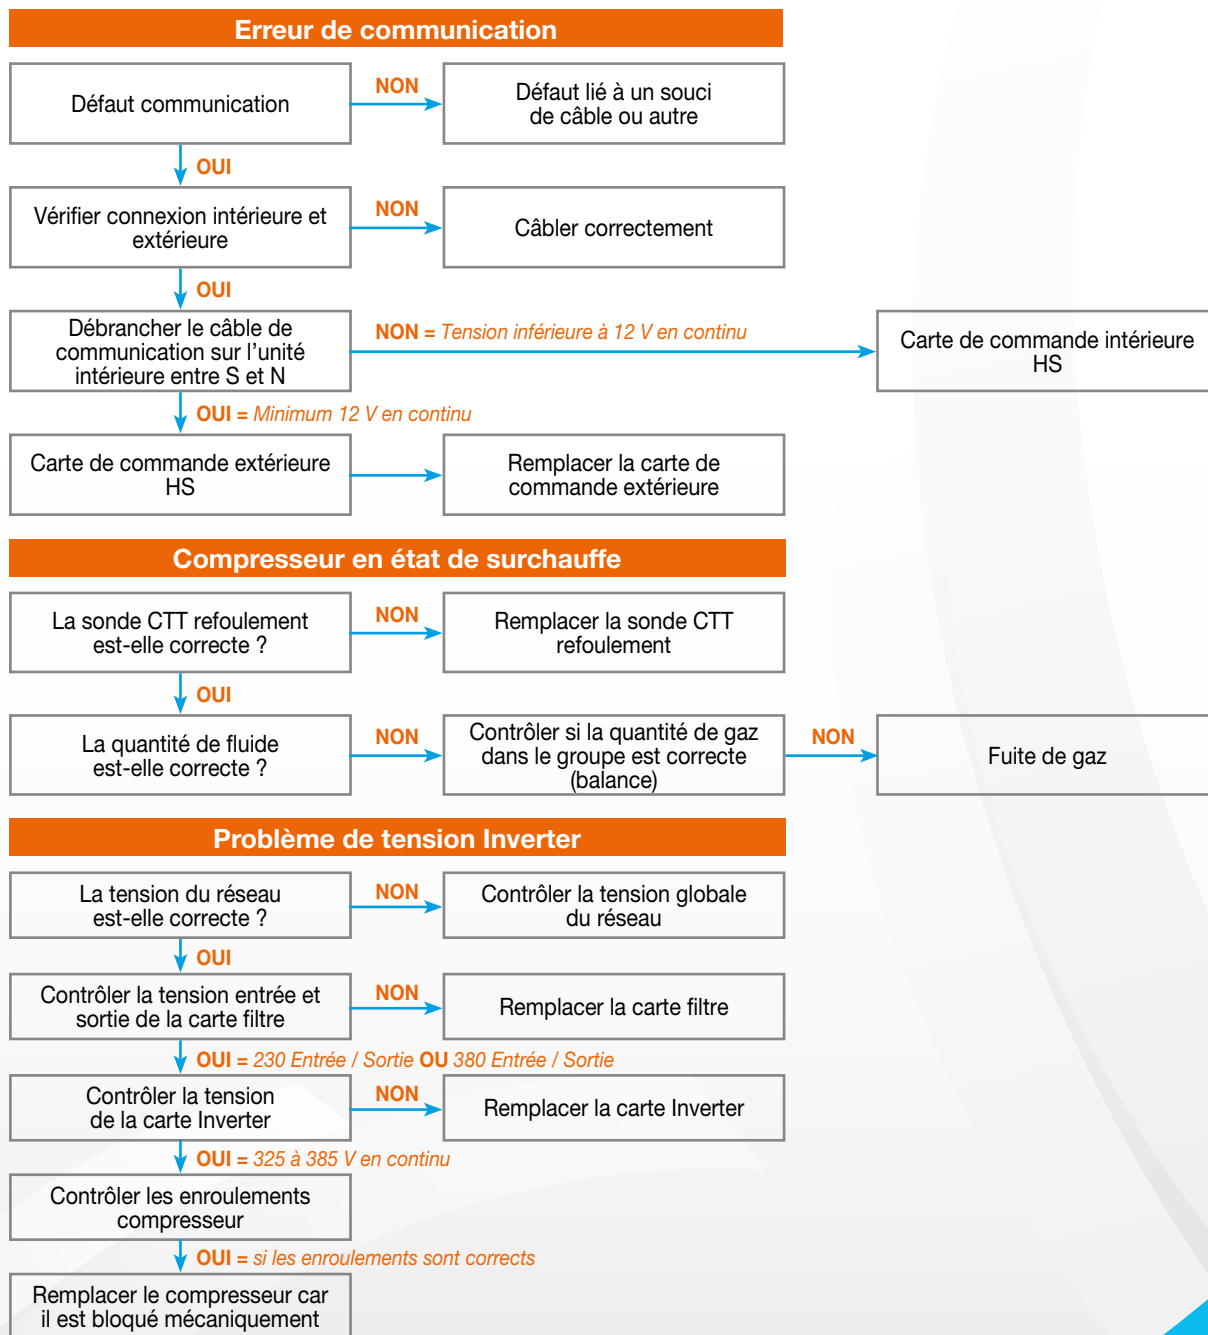 Erreur de communication
Défaut communication
NON
Défaut lié à un souci
de câble ou autre
OUI
Vérifier connexion intérieure et
extérieure
NON
Câbler correctement
OUI
Débrancher le câble de
communication sur l'unité
intérieure entre S et N
NON = Tension inférieure à 12 V en continu
Carte de commande intérieure
HS
OUI = Minimum 12 V en continu
Carte de commande extérieure
HS
Remplacer la carte de
commande extérieure
Compresseur en état de surchauffe
La sonde CTT refoulement
est-elle correcte ?
NON
Remplacer la sonde CTT
refoulement
OUI
La quantité de fluide
est-elle correcte ?
NON
Contrôler si la quantité de gaz
dans le groupe est correcte
(balance)
NON
Fuite de gaz
Problème de tension Inverter
La tension du réseau
est-elle correcte ?
NON
Contrôler la tension globale
du réseau
OUI
Contrôler la tension entrée et
sortie de la carte filtre
NON
Remplacer la carte filtre
OUI = 230 Entrée / Sortie OU 380 Entrée / Sortie
Contrôler la tension
de la carte Inverter
NON
Remplacer la carte Inverter
OUI = 325 à 385 V en continu
Contrôler les enroulements
compresseur
OUI = si les enroulements sont corrects
Remplacer le compresseur car
il est bloqué mécaniquement